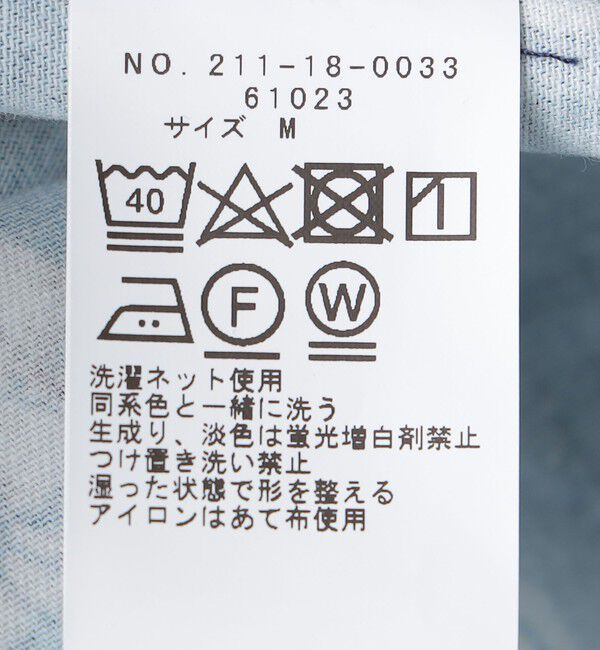 NO. 211-18-0033
61023
サイズ M
40
F W
洗濯ネット使用
同系色と一緒に洗う
生成り、淡色は蛍光増白剤禁止
つけ置き洗い禁止
湿った状態で形を整える
アイロンはあて布使用